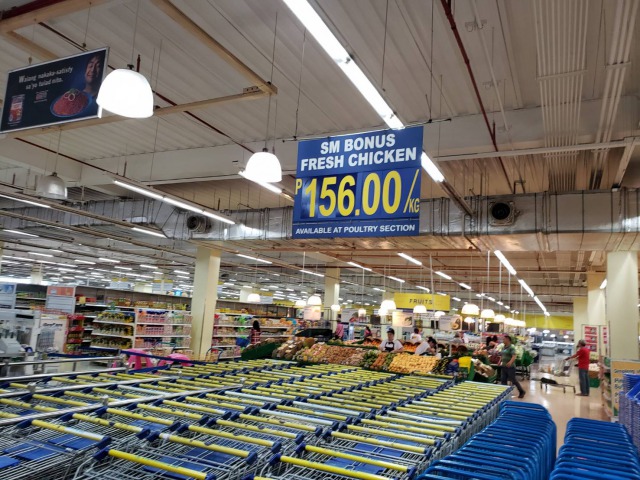 SM BONUS
FRESH CHICKEN
₱156.00/KG
AVAILABLE AT POULTRY SECTION
FRUITS